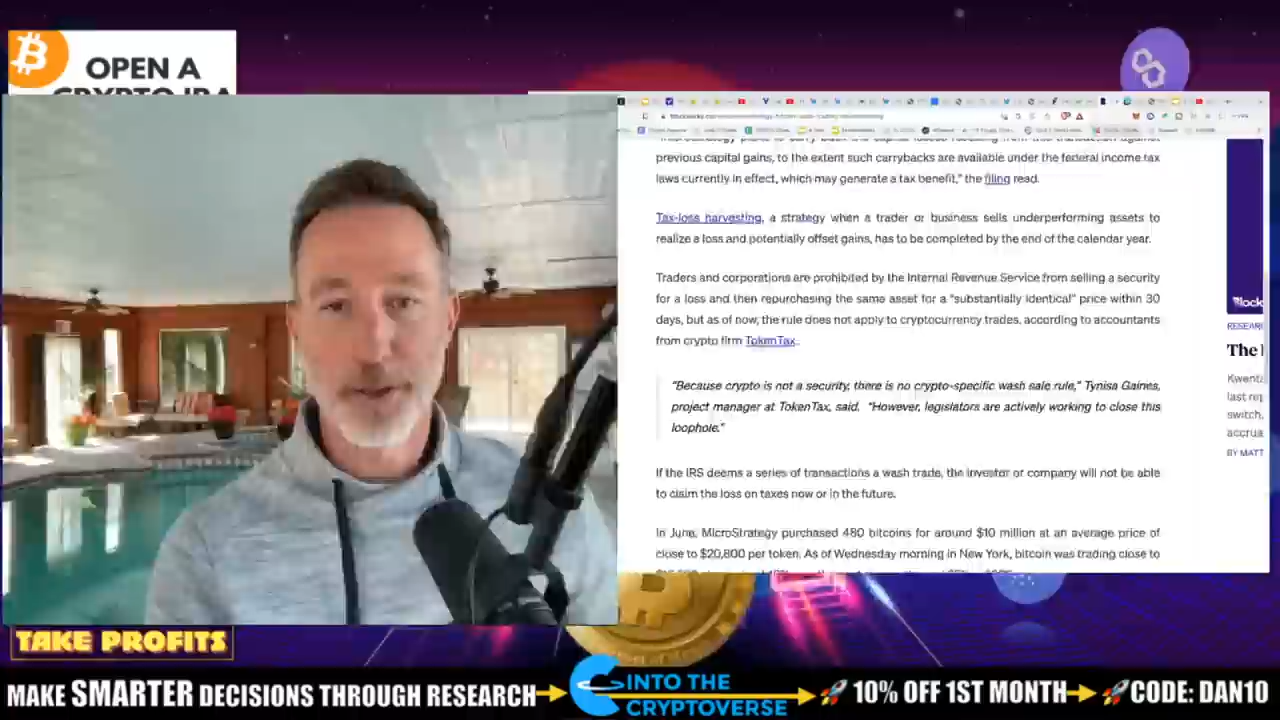 OPEN A
CRYPTO IRA
previous capital gains, to the extent such carrybacks are available under the federal income tax
laws currently in effect, which may generate a tax benefit,” the filing read.
Tax-loss harvesting, a strategy when a trader or business sells underperforming assets to
realize a loss and potentially offset gains, has to be completed by the end of the calendar year.
Traders and corporations are prohibited by the Internal Revenue Service from selling a security
for a loss and then repurchasing the same asset for a “substantially identical” price within 30
days, but as of now, the rule does not apply to cryptocurrency trades, according to accountants
from crypto firm TokenTax.
“Because crypto is not a security, there is no crypto-specific wash sale rule,” Tynisa Gaines,
project manager at TokenTax, said. “However, legislators are actively working to close this
loophole.”
If the IRS deems a series of transactions a wash trade, the investor or company will not be able
to claim the loss on taxes now or in the future.
In June, MicroStrategy purchased 480 bitcoins for around $10 million at an average price of
close to $20,800 per token. As of Wednesday morning in New York, bitcoin was trading close to
Block
RESEAR
The
Kwent
last rep
switch,
accrua
BY MATT
TAKE PROFITS
MAKE SMARTER DECISIONS THROUGH RESEARCH
INTO THE
CRYPTOVERSE
10% OFF 1ST MONTH
CODE: DAN10